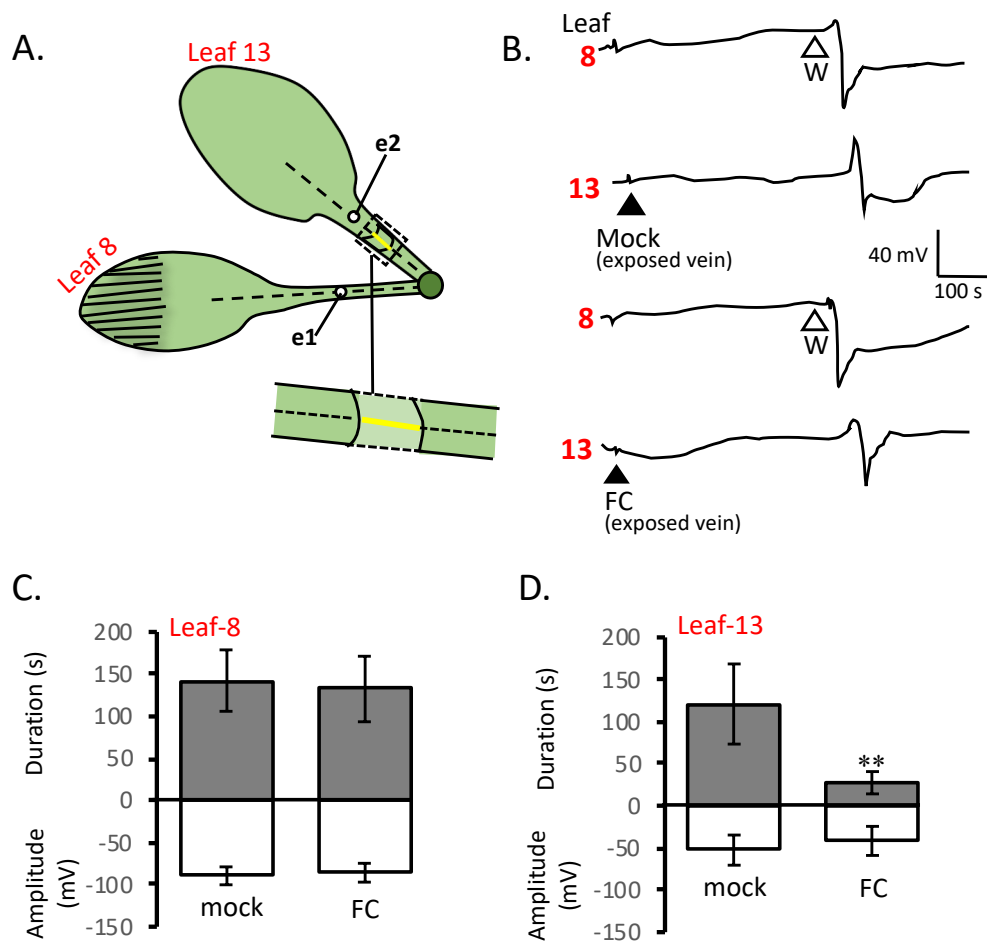 A.
Leaf 13
e2
Leaf 8
e1
B.
Leaf
8
W
13
Mock
(exposed vein)
40 mV
100 s
8
W
13
FC
(exposed vein)
C.
Leaf-8
Duration (s)
Amplitude
(mV)
200
150
100
50
0
-50
-100
-150
mock
FC
D.
Leaf-13
Duration (s)
Amplitude
(mV)
200
150
100
50
0
-50
-100
-150
**
mock
FC